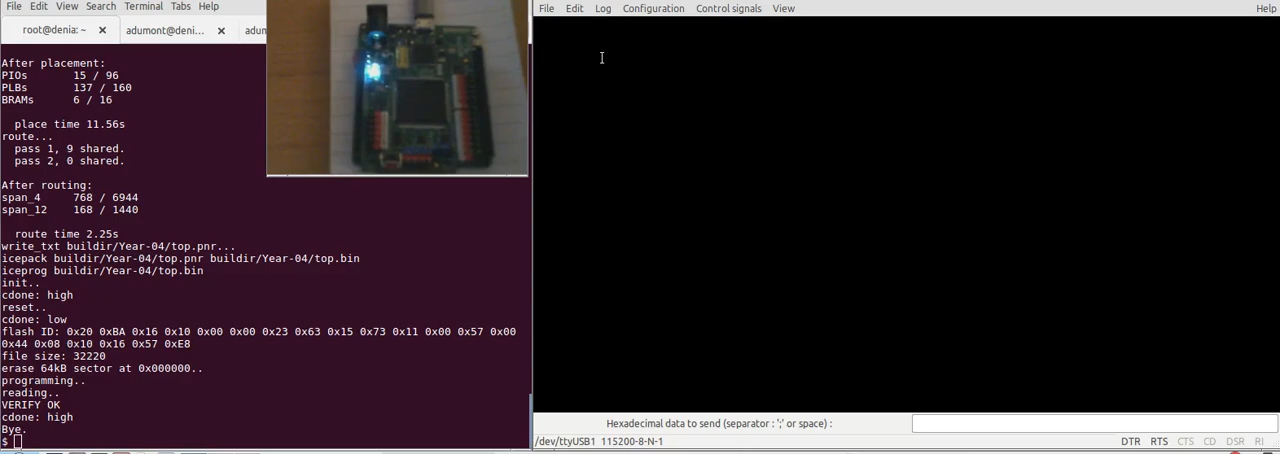 File Edit View Search Terminal Tabs Help
root@denia: ~ × adumont@deni... × adum
After placement:
PIOs 15 / 96
PLBs 137 / 160
BRAMs 6 / 16
place time 11.56s
route...
pass 1, 9 shared.
pass 2, 0 shared.
After routing:
span_4 768 / 6944
span_12 168 / 1440
route time 2.25s
write_txt buildir/Year-04/top.pnr...
icepack buildir/Year-04/top.pnr buildir/Year-04/top.bin
iceprog buildir/Year-04/top.bin
init..
cdone: high
reset..
cdone: low
flash ID: 0x20 0xBA 0x16 0x10 0x00 0x00 0x23 0x63 0x15 0x73 0x11 0x00 0x57 0x00
0x44 0x08 0x10 0x16 0x57 0xE8
file size: 32220
erase 64kB sector at 0x000000..
programming..
reading..
VERIFY OK
cdone: high
Bye.
$
File Edit Log Configuration Control signals View Help
Hexadecimal data to send (separator : ';' or space) :
/dev/ttyUSB1 115200-8-N-1 DTR RTS CTS CD DSR RI